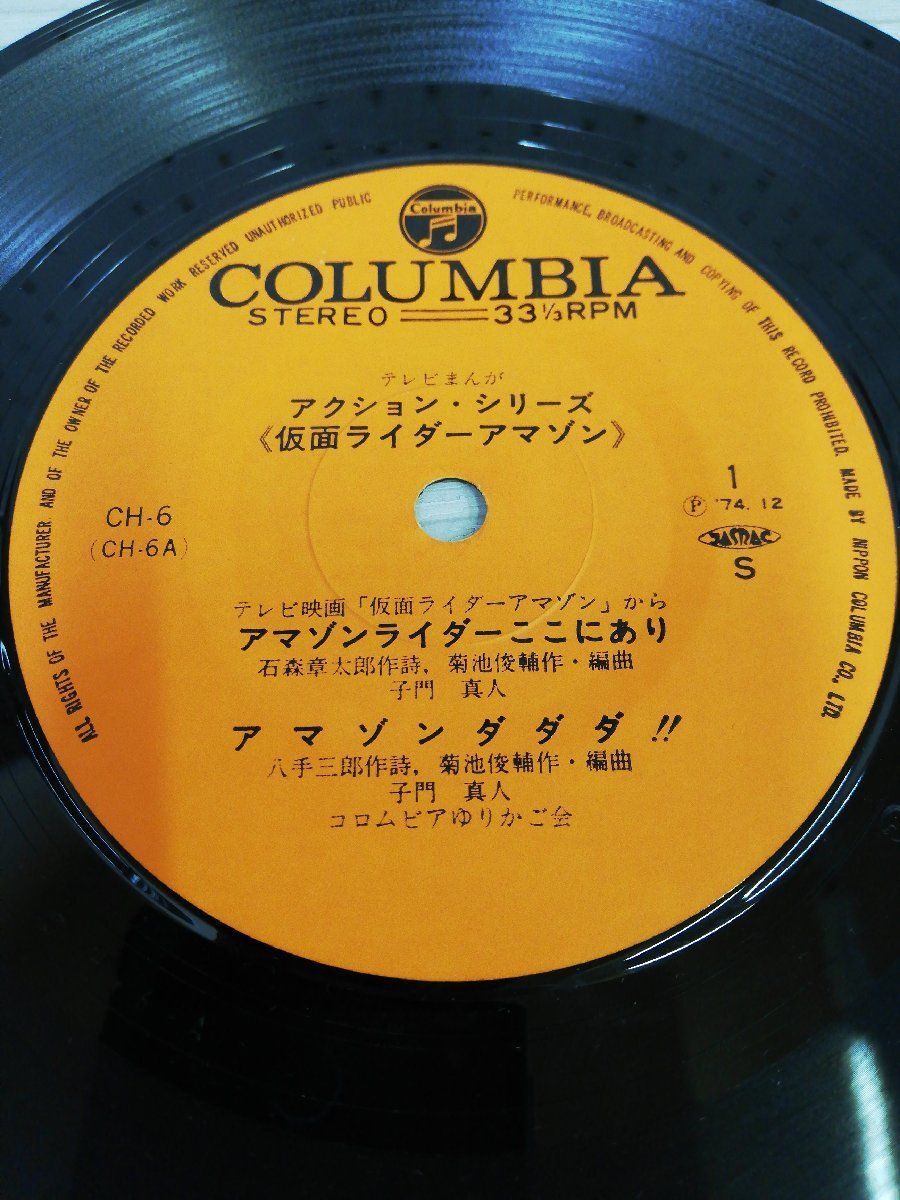 ALL RIGHTS OF THE MANUFACTURER AND OF THE OWNER OF THE RECORDED WORK RESERVED UNAUTHORIZED PUBLIC PERFORMANCE, BROADCASTING AND COPYING OF THIS RECORD PROHIBITED. MADE BY NIPPON COLUMBIA CO., LTD.
Columbia
COLUMBIA
STEREO 33⅓RPM
テレビまんが
アクション・シリーズ
《仮面ライダーアマゾン》
CH-6
(CH-6A)
1
Ⓟ '74.12
JASRAC
S
テレビ映画「仮面ライダーアマゾン」から
アマゾンライダーここにあり
石森章太郎作詩，菊池俊輔作・編曲
子門 真人
アマゾンダダダ!!
八手三郎作詩，菊池俊輔作・編曲
子門 真人
コロムビアゆりかご会